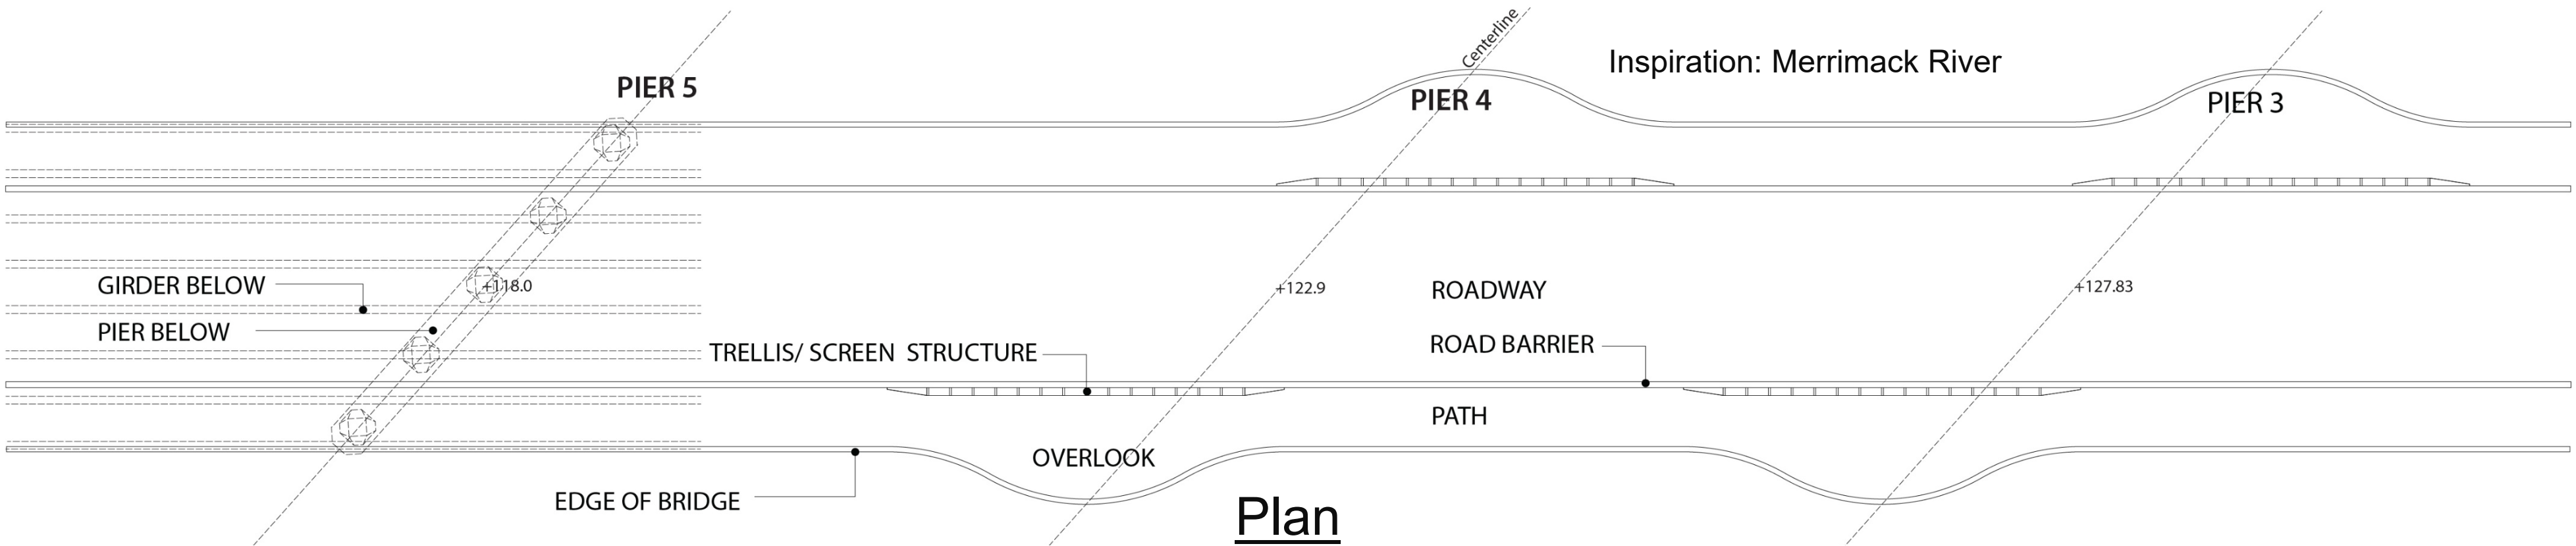 Centerline
Inspiration: Merrimack River
PIER 5
PIER 4
PIER 3
GIRDER BELOW
+118.0
+122.9
ROADWAY
+127.83
PIER BELOW
TRELLIS/ SCREEN STRUCTURE
ROAD BARRIER
PATH
OVERLOOK
EDGE OF BRIDGE
Plan